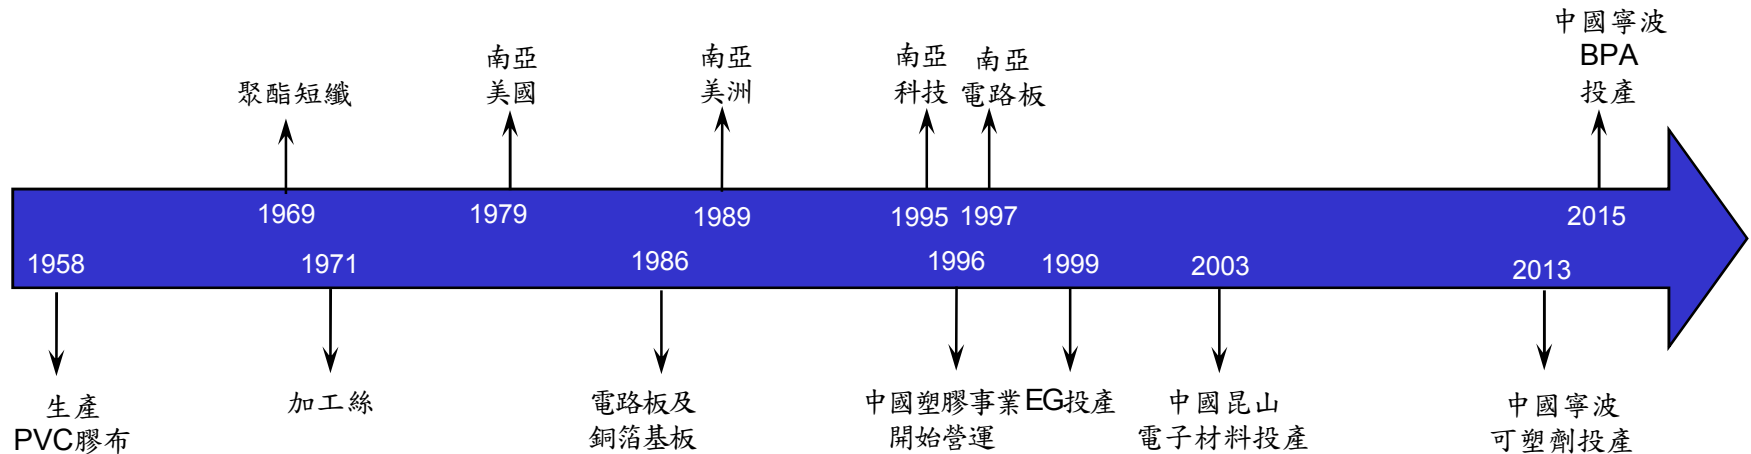 中國寧波
BPA
投產
南亞
美國
南亞
美洲
南亞
科技
南亞
電路板
聚酯短纖
1969
1979
1989
1995
1997
2015
1958
1971
1986
1996
1999
2003
2013
生產
PVC膠布
加工絲
電路板及
銅箔基板
中國塑膠事業
開始營運
EG投產
中國昆山
電子材料投產
中國寧波
可塑劑投產